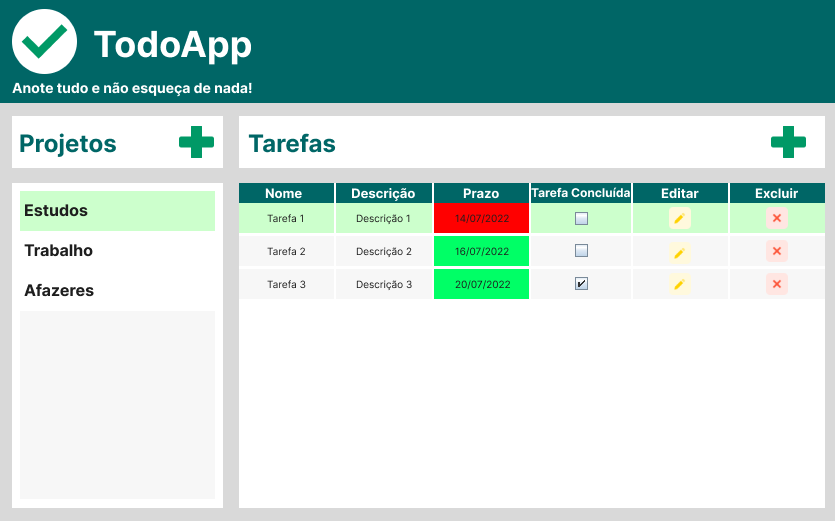 TodoApp
Anote tudo e não esqueça de nada!
Projetos
Tarefas
Estudos
Trabalho
Afazeres
Nome Descrição Prazo Tarefa Concluída Editar Excluir
Tarefa 1 Descrição 1 14/07/2022
Tarefa 2 Descrição 2 16/07/2022
Tarefa 3 Descrição 3 20/07/2022